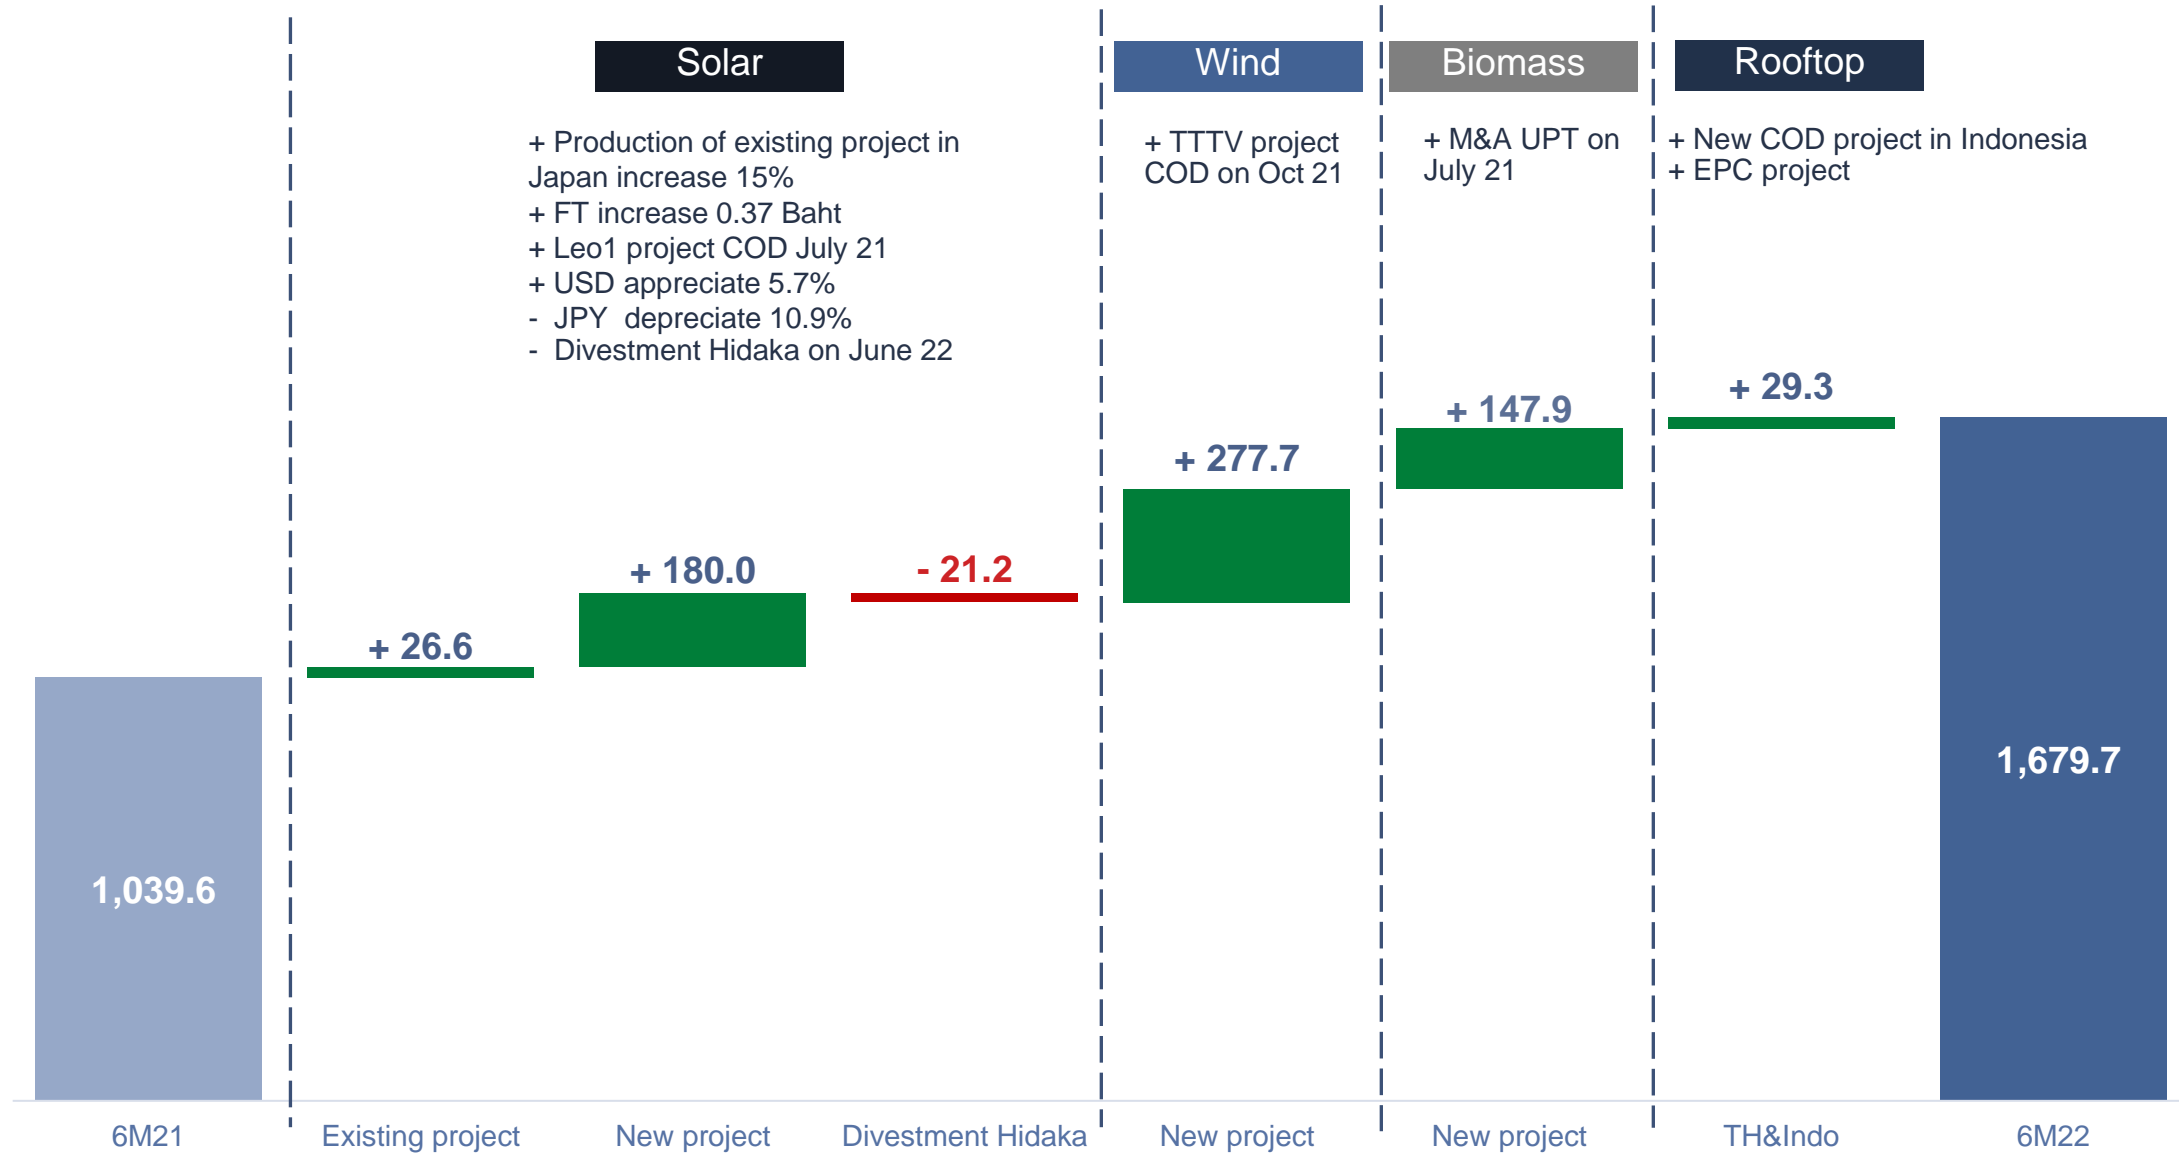 Solar
+ Production of existing project in
Japan increase 15%
+ FT increase 0.37 Baht
+ Leo1 project COD July 21
+ USD appreciate 5.7%
- JPY depreciate 10.9%
- Divestment Hidaka on June 22
Wind
+ TTTV project
COD on Oct 21
Biomass
+ M&A UPT on
July 21
Rooftop
+ New COD project in Indonesia
+ EPC project
1,039.6
+ 26.6
+ 180.0
- 21.2
+ 277.7
+ 147.9
+ 29.3
1,679.7
6M21
Existing project
New project
Divestment Hidaka
New project
New project
TH&Indo
6M22